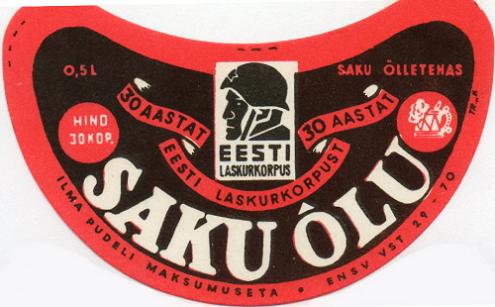 0,5 L
SAKU ÕLLETEHAS
30 AASTAT
30 AASTAT
EESTI
LASKURKORPUS
HIND
30 KOP.
EESTI LASKURKORPUST
SAKU ÕLU
ILMA PUDELI MAKSUMUSETA • ENSV VST 29 - 70